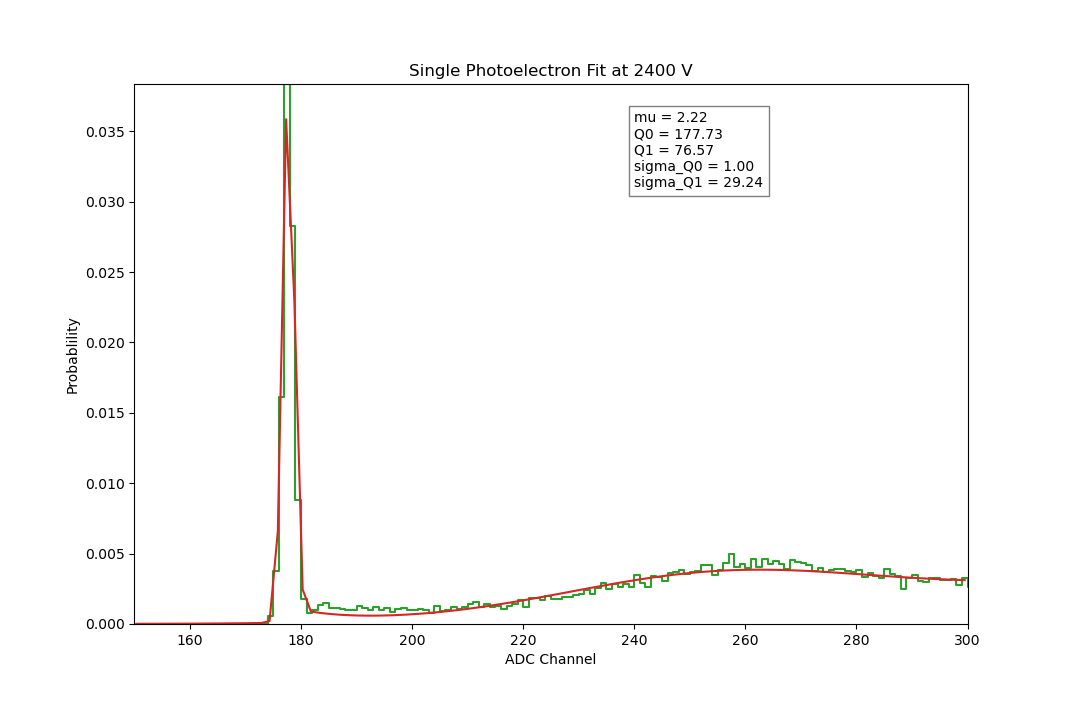 Single Photoelectron Fit at 2400 V
mu = 2.22
Q0 = 177.73
Q1 = 76.57
sigma_Q0 = 1.00
sigma_Q1 = 29.24
0.035
0.030
0.025
0.020
0.015
0.010
0.005
0.000
Probablility
160 180 200 220 240 260 280 300
ADC Channel